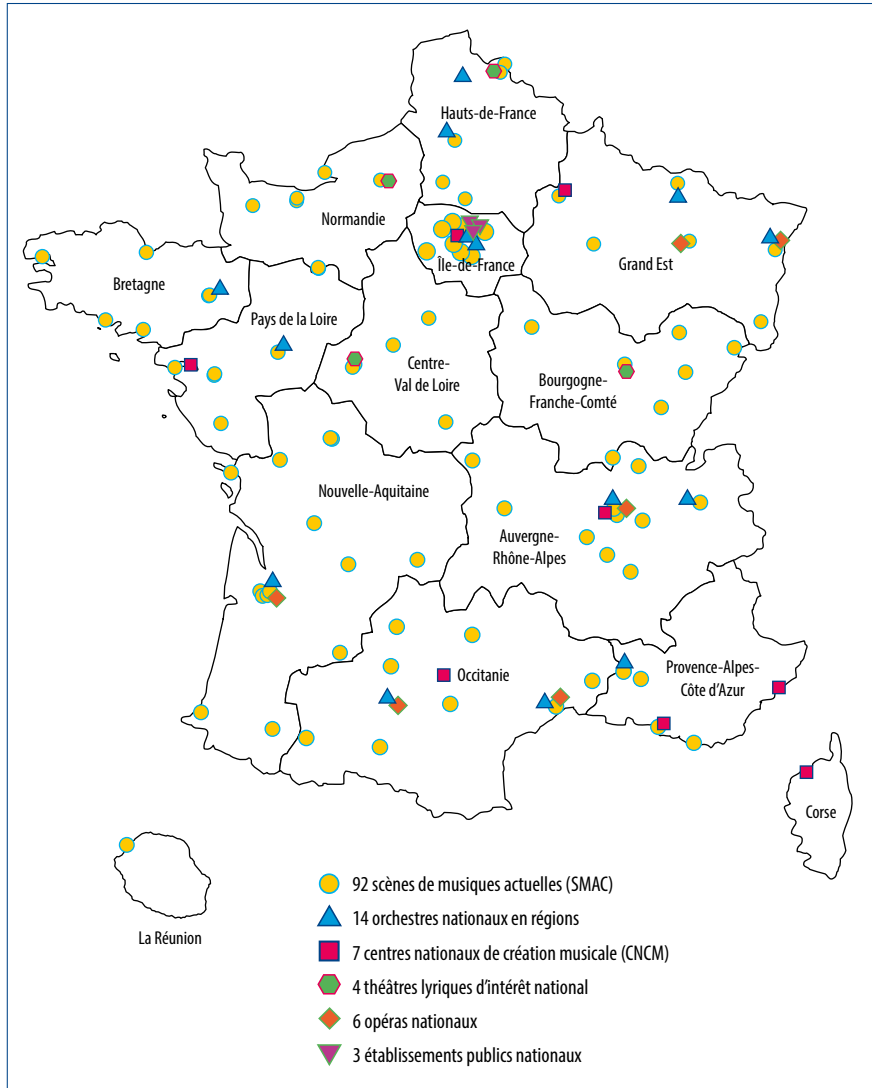 Hauts-de-France
Normandie
Île-de-France
Grand Est
Bretagne
Pays de la Loire
Centre-
Val de Loire
Bourgogne-
Franche-Comté
Nouvelle-Aquitaine
Auvergne-
Rhône-Alpes
Occitanie
Provence-Alpes-
Côte d'Azur
Corse
La Réunion
92 scènes de musiques actuelles (SMAC)
14 orchestres nationaux en régions
7 centres nationaux de création musicale (CNCM)
4 théâtres lyriques d'intérêt national
6 opéras nationaux
3 établissements publics nationaux